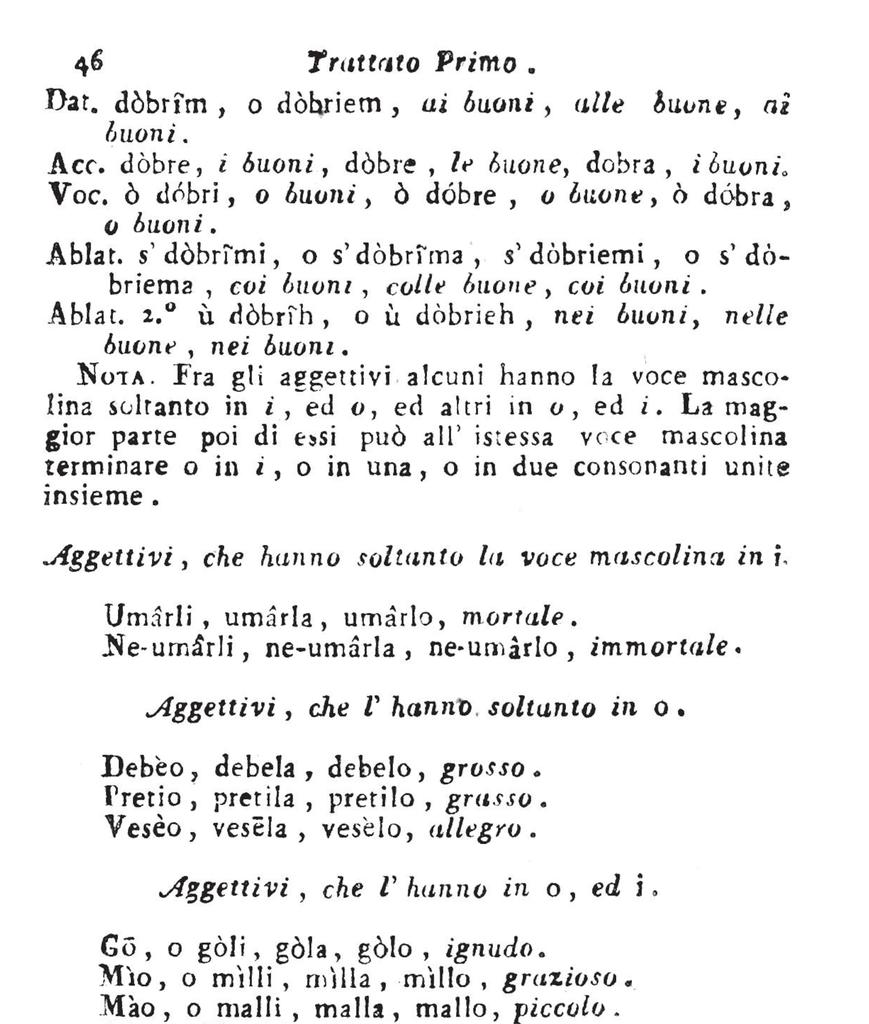 46 Trattato Primo .
Dat. dòbrîm , o dòbriem , ai buoni , alle buone, ai
buoni .
Acc. dòbre, i buoni , dòbre , le buone, dobra , i buoni.
Voc. ò dóbri , o buoni , ò dóbre , o buone , ò dóbra ,
o buoni .
Ablat. s' dòbrîmi , o s'dòbrîma , s' dòbriemi , o s' dò-
briema , coi buoni , colle buone , coi buoni .
Ablat. 2.º ù dòbrîh , o ù dòbrieh , nei buoni, nelle
buone , nei buoni .
NOTA . Fra gli aggettivi alcuni hanno la voce masco-
lina soltanto in i , ed o, ed altri in o , ed i . La mag-
gior parte poi di essi può all' istessa voce mascolina
terminare o in i , o in una, o in due consonanti unite
insieme .
Aggettivi , che hanno soltanto la voce mascolina in i.
Umârli , umârla , umârlo, mortale .
Ne-umârli , ne-umârla , ne-umârlo , immortale .
Aggettivi , che l' hanno soltanto in o .
Debèo, debela , debelo, grosso .
Pretio , pretila , pretilo , grasso .
Vesèo , vesēla , vesèlo, allegro .
Aggettivi , che l' hanno in o , ed i .
Gō , o gòli , gòla , gòlo , ignudo .
Mìo , o mìlli , mìlla , mìllo , grazioso .
Mào , o malli , malla , mallo, piccolo .